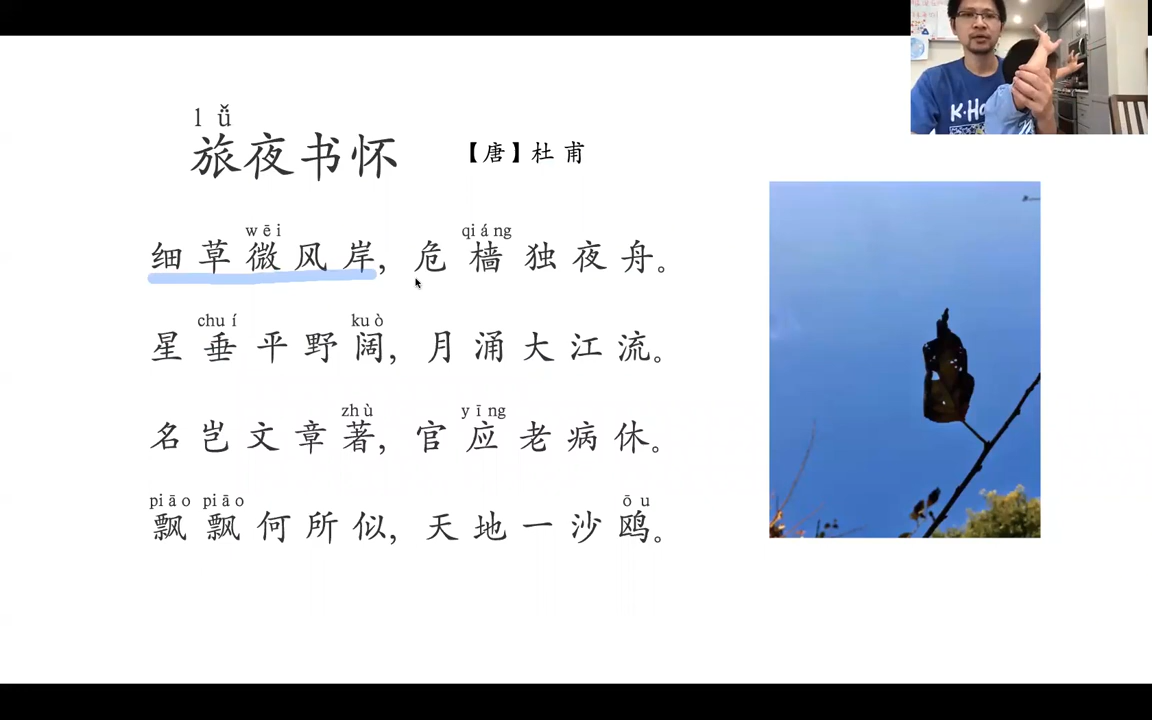 lǚ
旅夜书怀 【唐】杜甫
wēi qiáng
细草微风岸，危樯独夜舟。
chuí kuò
星垂平野阔，月涌大江流。
zhù yīng
名岂文章著，官应老病休。
piāo piāo ōu
飘飘何所似，天地一沙鸥。